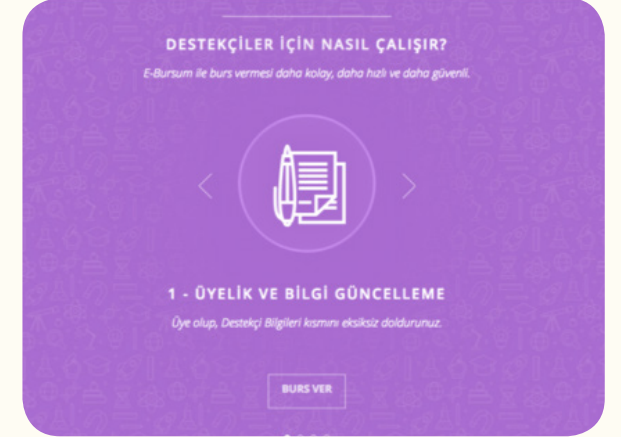 DESTEKÇİLER İÇİN NASIL ÇALIŞIR?
E-Bursum ile burs vermesi daha kolay, daha hızlı ve daha güvenli.
1 - ÜYELİK VE BİLGİ GÜNCELLEME
Üye olup, Destekçi Bilgileri kısmını eksiksiz doldurunuz.
BURS VER